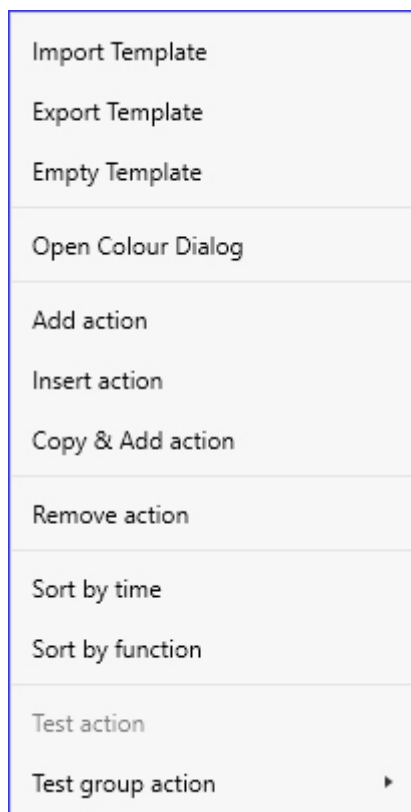 Import Template
Export Template
Empty Template
Open Colour Dialog
Add action
Insert action
Copy & Add action
Remove action
Sort by time
Sort by function
Test action
Test group action